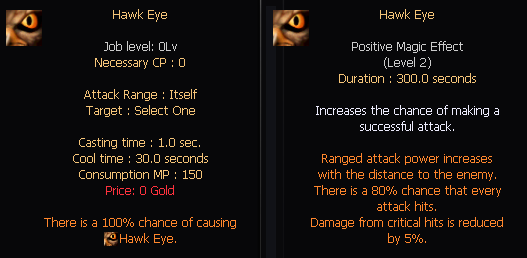 Hawk Eye
Job level: 0Lv
Necessary CP : 0
Attack Range : Itself
Target : Select One
Casting time : 1.0 sec.
Cool time : 30.0 seconds
Consumption MP : 150
Price: 0 Gold
There is a 100% chance of causing
Hawk Eye.
Hawk Eye
Positive Magic Effect
(Level 2)
Duration : 300.0 seconds
Increases the chance of making a
successful attack.
Ranged attack power increases
with the distance to the enemy.
There is a 80% chance that every
attack hits.
Damage from critical hits is reduced
by 5%.